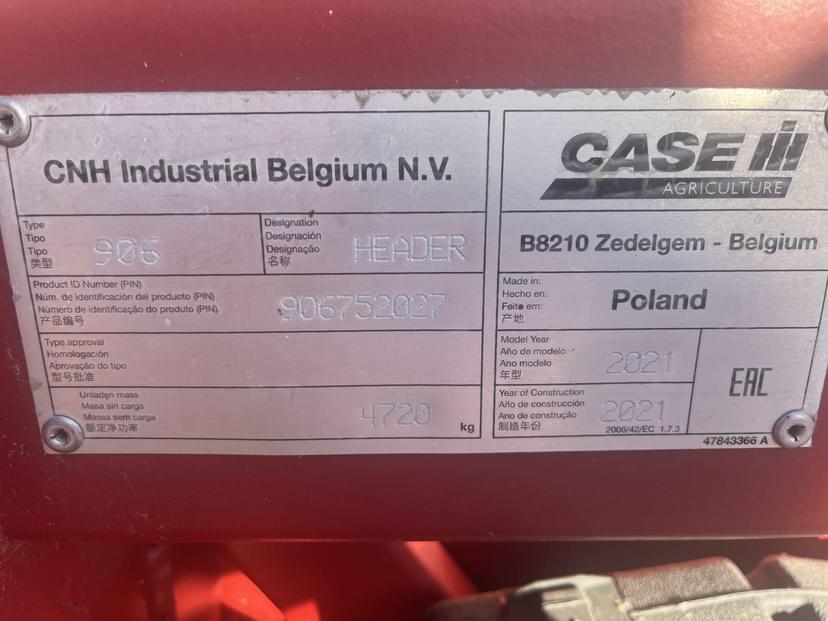 CNH Industrial Belgium N.V.
CASE IH
AGRICULTURE
Type
Tipo
Tipo
类型
906
Designation
Designación
Designação
名称
HEADER
B8210 Zedelgem - Belgium
Product ID Number (PIN)
Núm. de identificación del producto (PIN)
Número de identificação do produto (PIN)
产品编号
906752027
Made in:
Hecho en:
Feito em:
产地
Poland
Type approval
Homologación
Aprovação do tipo
型号批准
Model Year
Año de modelo
Ano modelo
年型
2021
EAC
Unladen mass
Masa sin carga
Massa sem carga
额定净功率
4720
kg
Year of Construction
Año de construcción
Ano de construção
制造年份
2021
2006/42/EC 1.7.3
47843366 A